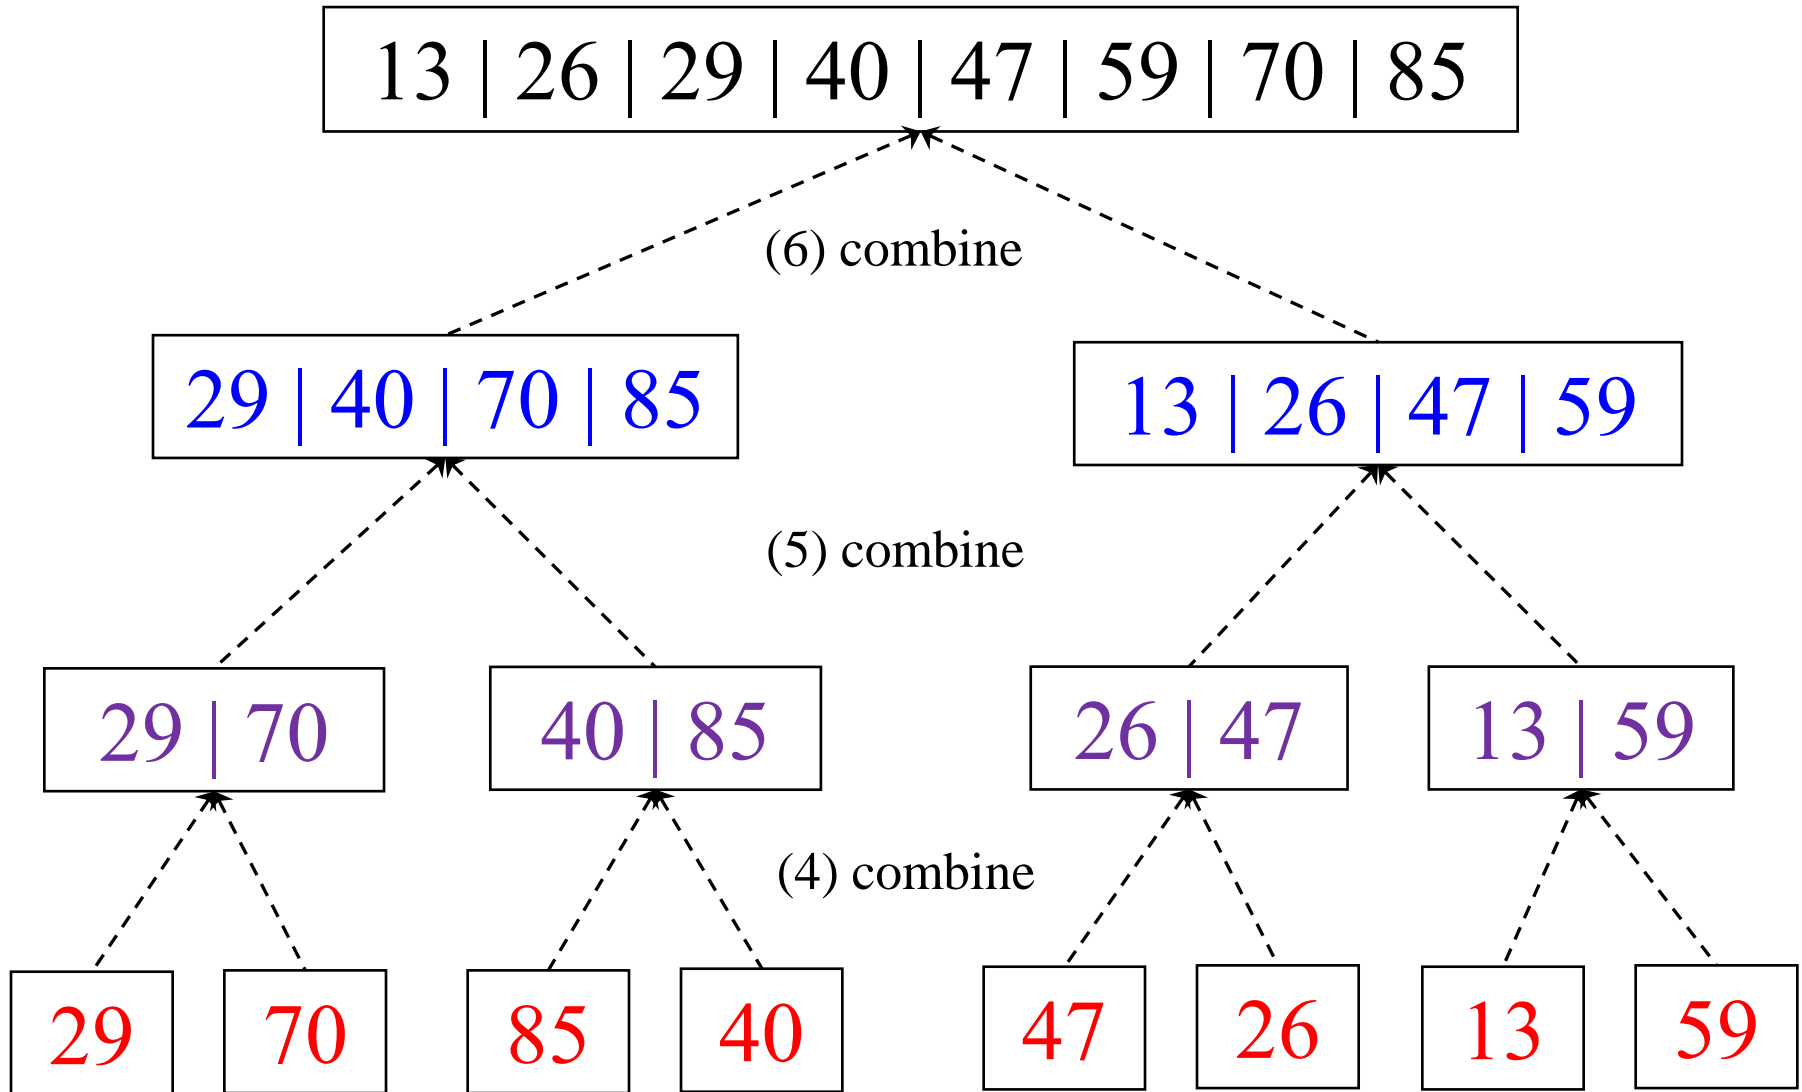 13 | 26 | 29 | 40 | 47 | 59 | 70 | 85
(6) combine
29 | 40 | 70 | 85
13 | 26 | 47 | 59
(5) combine
29 | 70
40 | 85
26 | 47
13 | 59
(4) combine
29
70
85
40
47
26
13
59